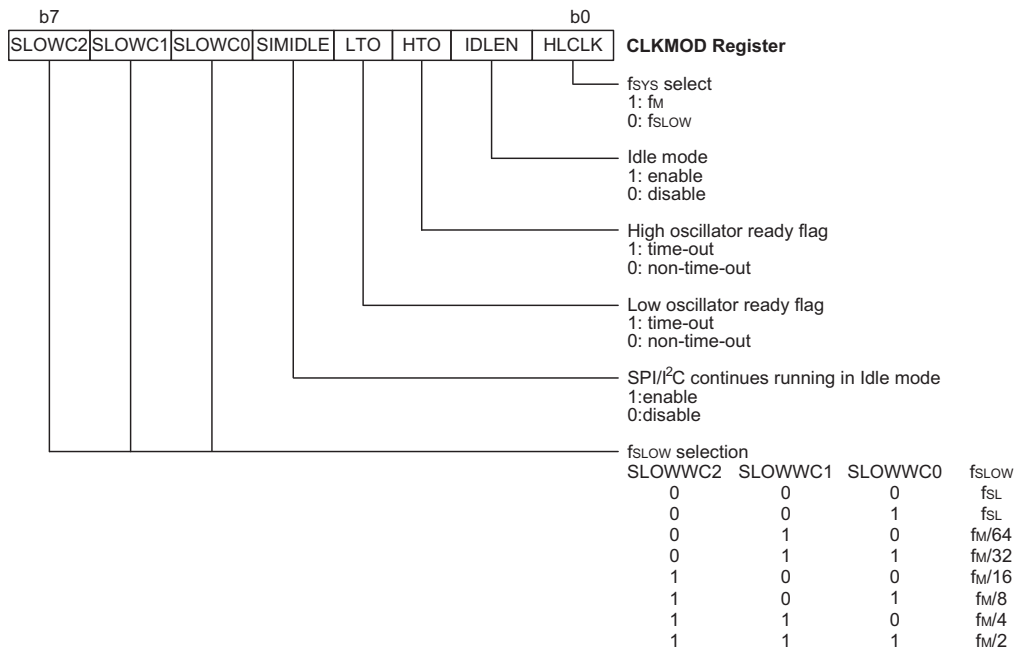 b7 b0
SLOWC2 SLOWC1 SLOWC0 SIMIDLE LTO HTO IDLEN HLCLK CLKMOD Register
fSYS select
1: fM
0: fSLOW
Idle mode
1: enable
0: disable
High oscillator ready flag
1: time-out
0: non-time-out
Low oscillator ready flag
1: time-out
0: non-time-out
SPI/I²C continues running in Idle mode
1:enable
0:disable
fSLOW selection
SLOWWC2 SLOWWC1 SLOWWC0 fSLOW
0 0 0 fSL
0 0 1 fSL
0 1 0 fM/64
0 1 1 fM/32
1 0 0 fM/16
1 0 1 fM/8
1 1 0 fM/4
1 1 1 fM/2